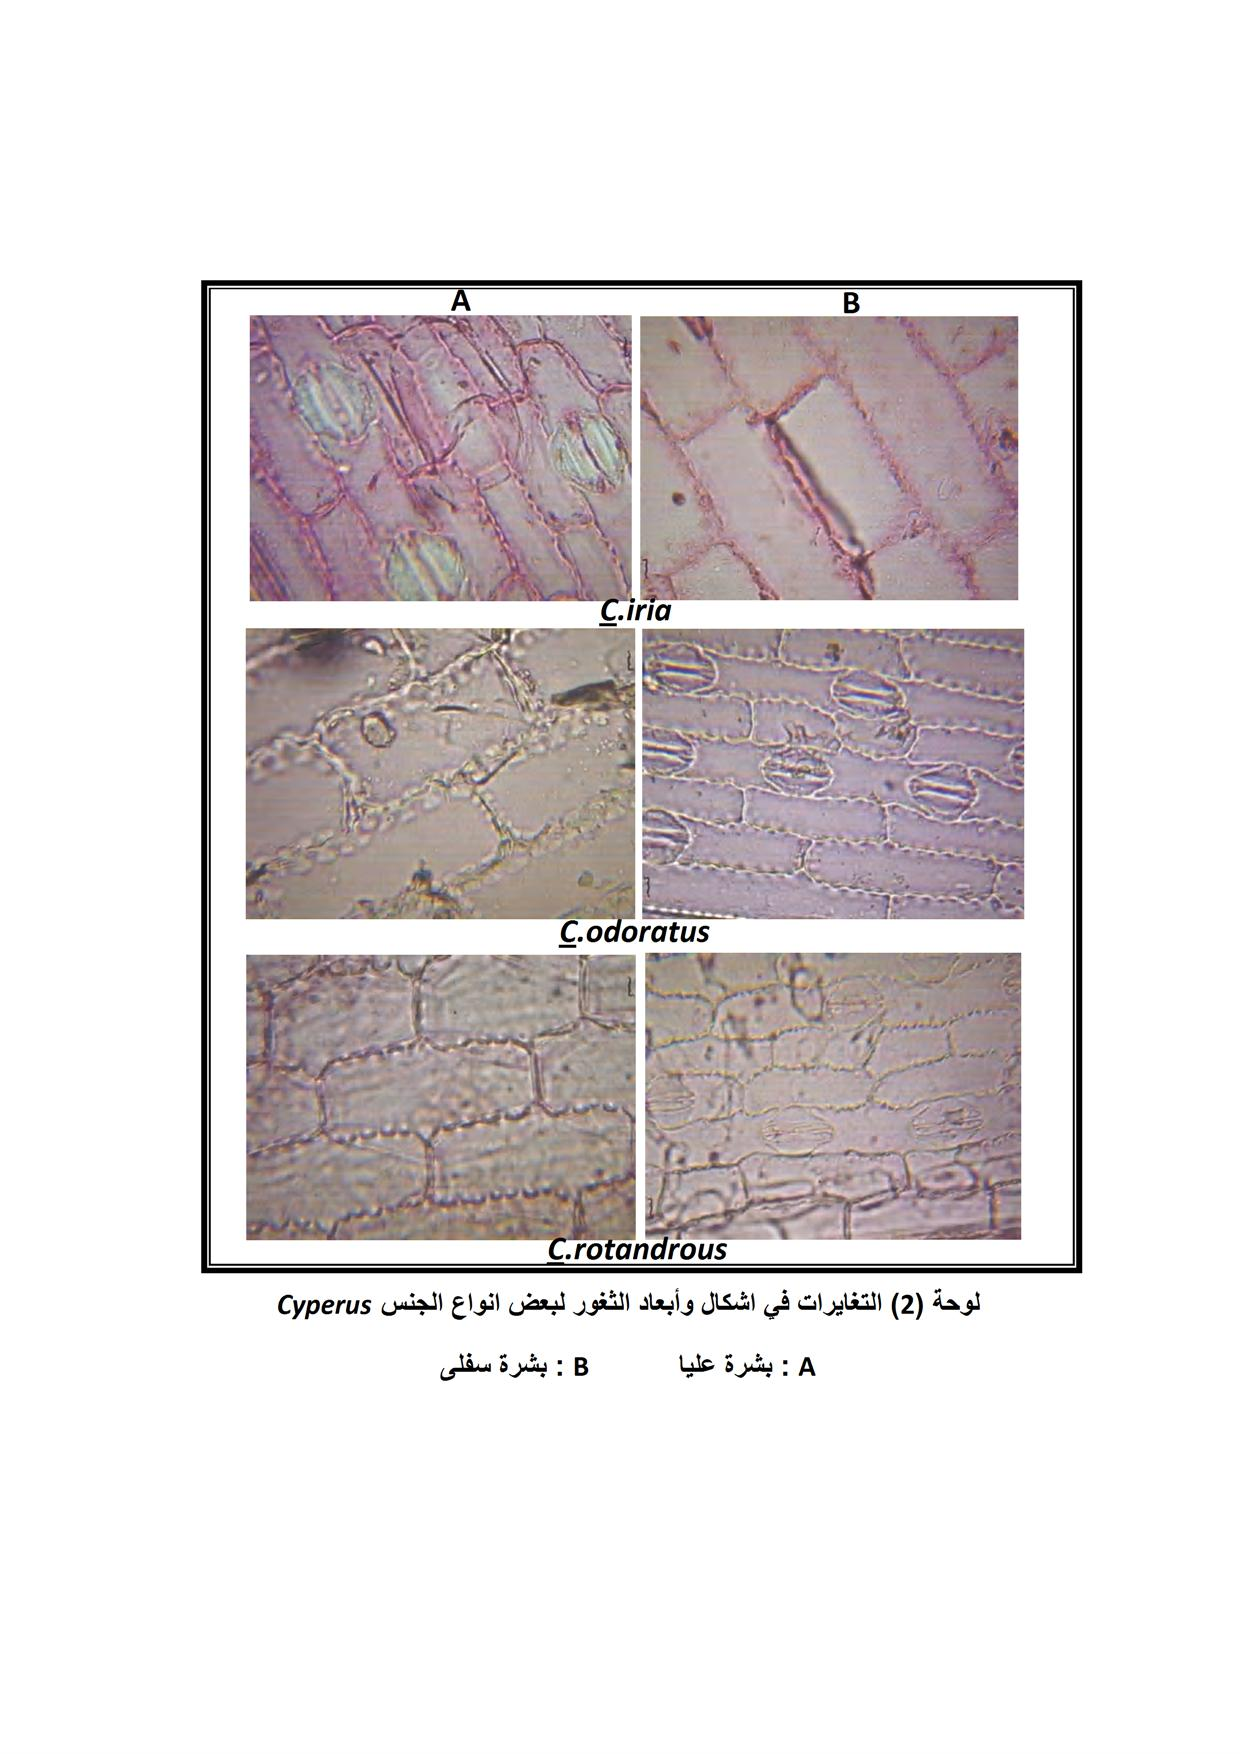 A B
C.iria
C.odoratus
C.rotandrous
لوحة (2) التغايرات في اشكال وأبعاد الثغور لبعض انواع الجنس Cyperus
A : بشرة عليا B : بشرة سفلى